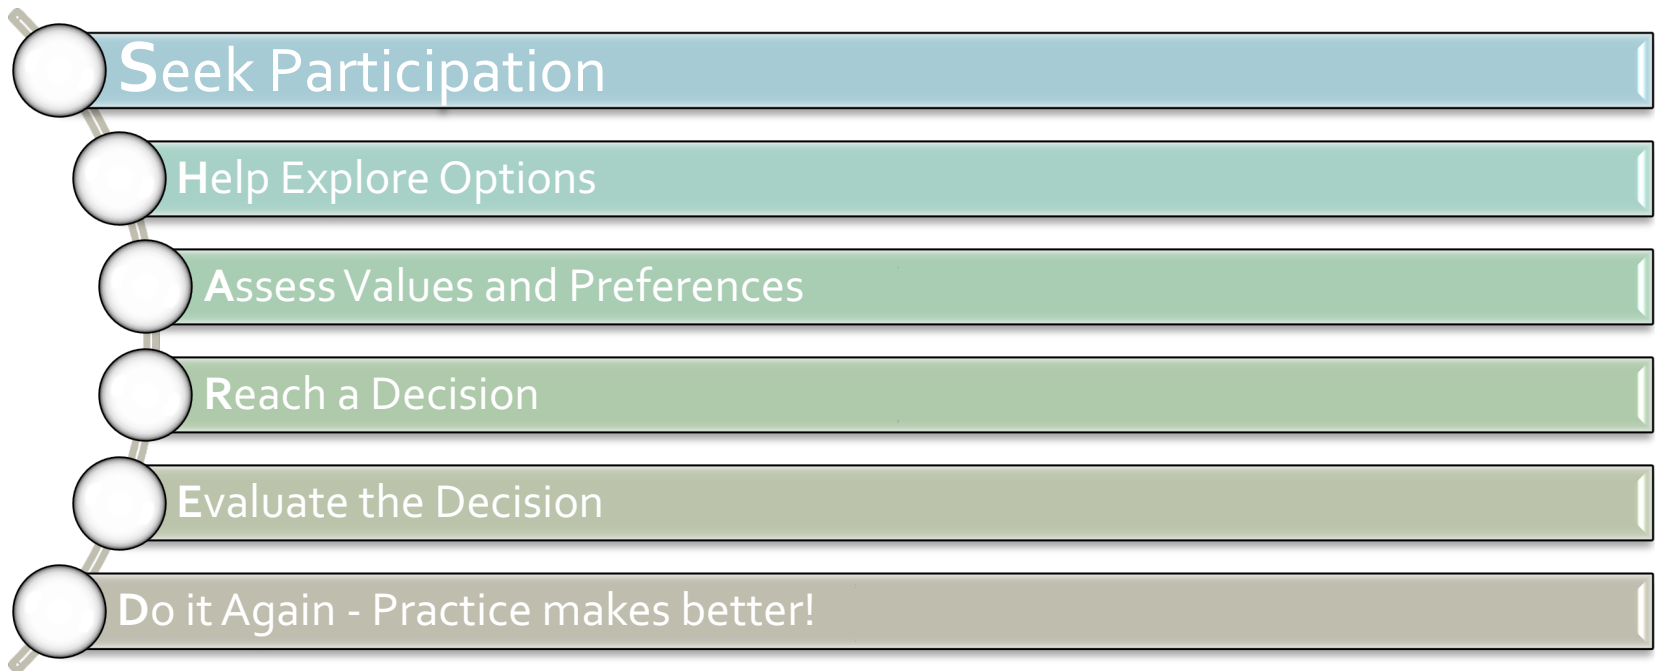 Seek Participation
Help Explore Options
Assess Values and Preferences
Reach a Decision
Evaluate the Decision
Do it Again - Practice makes better!